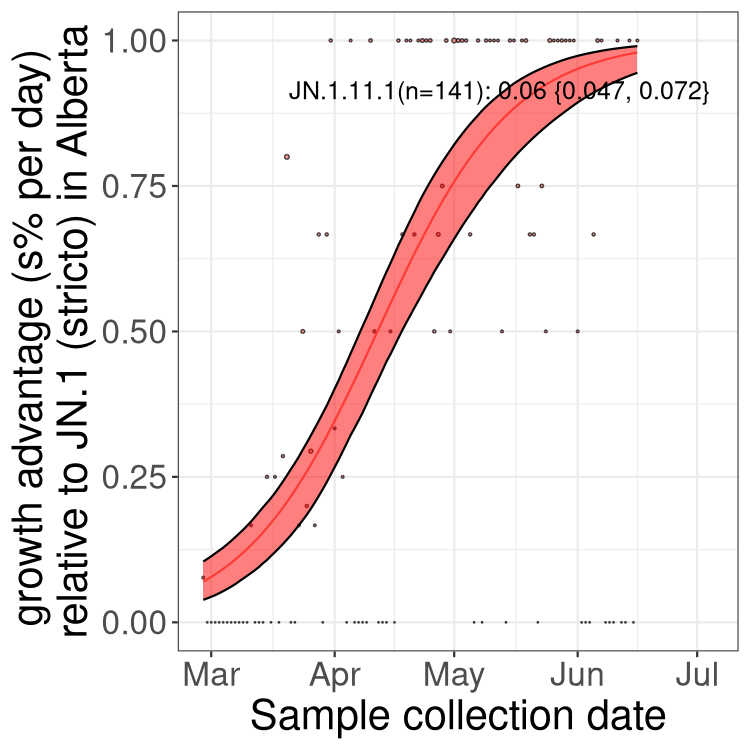 growth advantage (s% per day)
relative to JN.1 (stricto) in Alberta
1.00
0.75
0.50
0.25
0.00
JN.1.11.1(n=141): 0.06 {0.047, 0.072}
Mar Apr May Jun Jul
Sample collection date